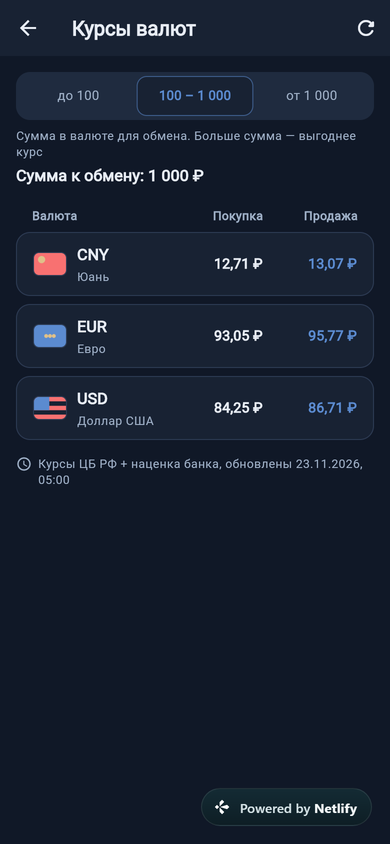 Курсы валют
до 100
100 – 1 000
от 1 000
Сумма в валюте для обмена. Больше сумма — выгоднее
курс
Сумма к обмену: 1 000 ₽
Валюта Покупка Продажа
CNY
Юань
12,71 ₽
13,07 ₽
EUR
Евро
93,05 ₽
95,77 ₽
USD
Доллар США
84,25 ₽
86,71 ₽
Курсы ЦБ РФ + наценка банка, обновлены 23.11.2026,
05:00
Powered by Netlify